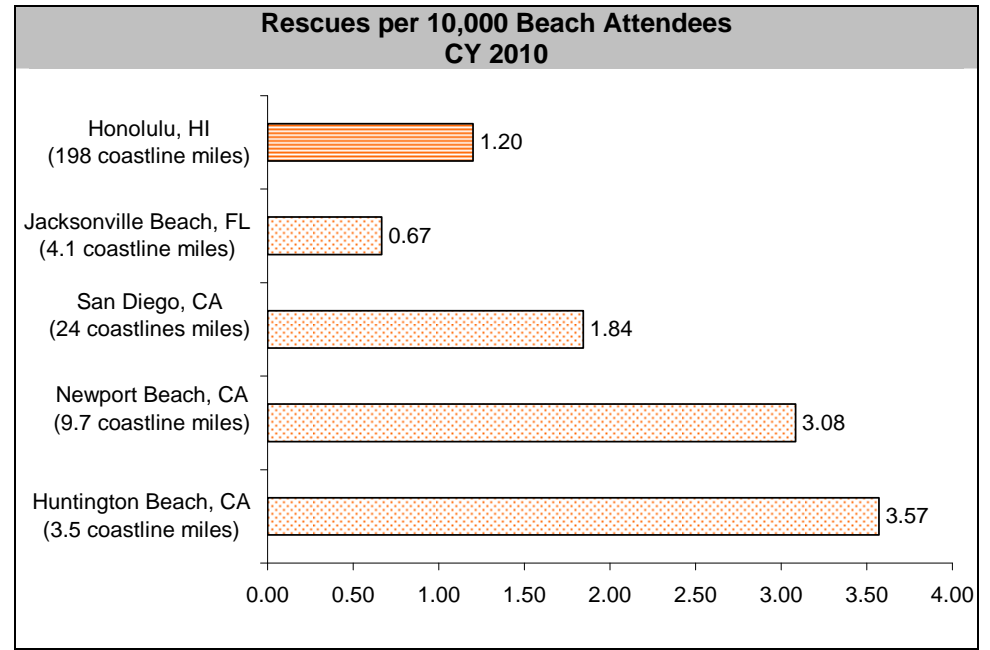 Rescues per 10,000 Beach Attendees
CY 2010
Honolulu, HI
(198 coastline miles)
1.20
Jacksonville Beach, FL
(4.1 coastline miles)
0.67
San Diego, CA
(24 coastlines miles)
1.84
Newport Beach, CA
(9.7 coastline miles)
3.08
Huntington Beach, CA
(3.5 coastline miles)
3.57
0.00 0.50 1.00 1.50 2.00 2.50 3.00 3.50 4.00